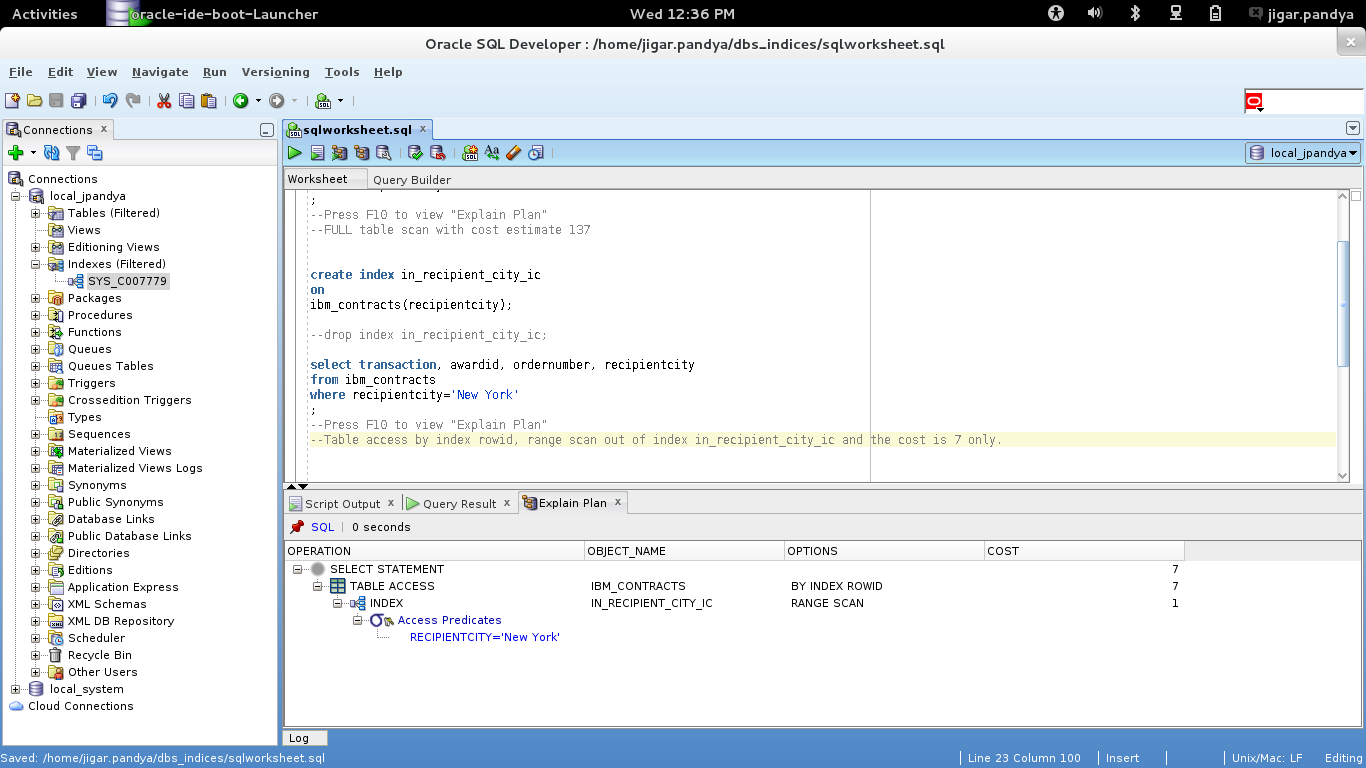 Activities oracle-ide-boot-Launcher Wed 12:36 PM jigar.pandya
Oracle SQL Developer : /home/jigar.pandya/dbs_indices/sqlworksheet.sql
File Edit View Navigate Run Versioning Tools Help
Connections
Connections
local_jpandya
Tables (Filtered)
Views
Editioning Views
Indexes (Filtered)
SYS_C007779
Packages
Procedures
Functions
Queues
Queues Tables
Triggers
Crossedition Triggers
Types
Sequences
Materialized Views
Materialized Views Logs
Synonyms
Public Synonyms
Database Links
Public Database Links
Directories
Editions
Application Express
XML Schemas
XML DB Repository
Scheduler
Recycle Bin
Other Users
local_system
Cloud Connections
sqlworksheet.sql
local_jpandya
Worksheet Query Builder
;
--Press F10 to view "Explain Plan"
--FULL table scan with cost estimate 137
create index in_recipient_city_ic
on
ibm_contracts(recipientcity);
--drop index in_recipient_city_ic;
select transaction, awardid, ordernumber, recipientcity
from ibm_contracts
where recipientcity='New York'
;
--Press F10 to view "Explain Plan"
--Table access by index rowid, range scan out of index in_recipient_city_ic and the cost is 7 only.
Script Output Query Result Explain Plan
SQL 0 seconds
OPERATION OBJECT_NAME OPTIONS COST
SELECT STATEMENT 7
TABLE ACCESS IBM_CONTRACTS BY INDEX ROWID 7
INDEX IN_RECIPIENT_CITY_IC RANGE SCAN 1
Access Predicates
RECIPIENTCITY='New York'
Log
Saved: /home/jigar.pandya/dbs_indices/sqlworksheet.sql Line 23 Column 100 Insert Unix/Mac: LF Editing